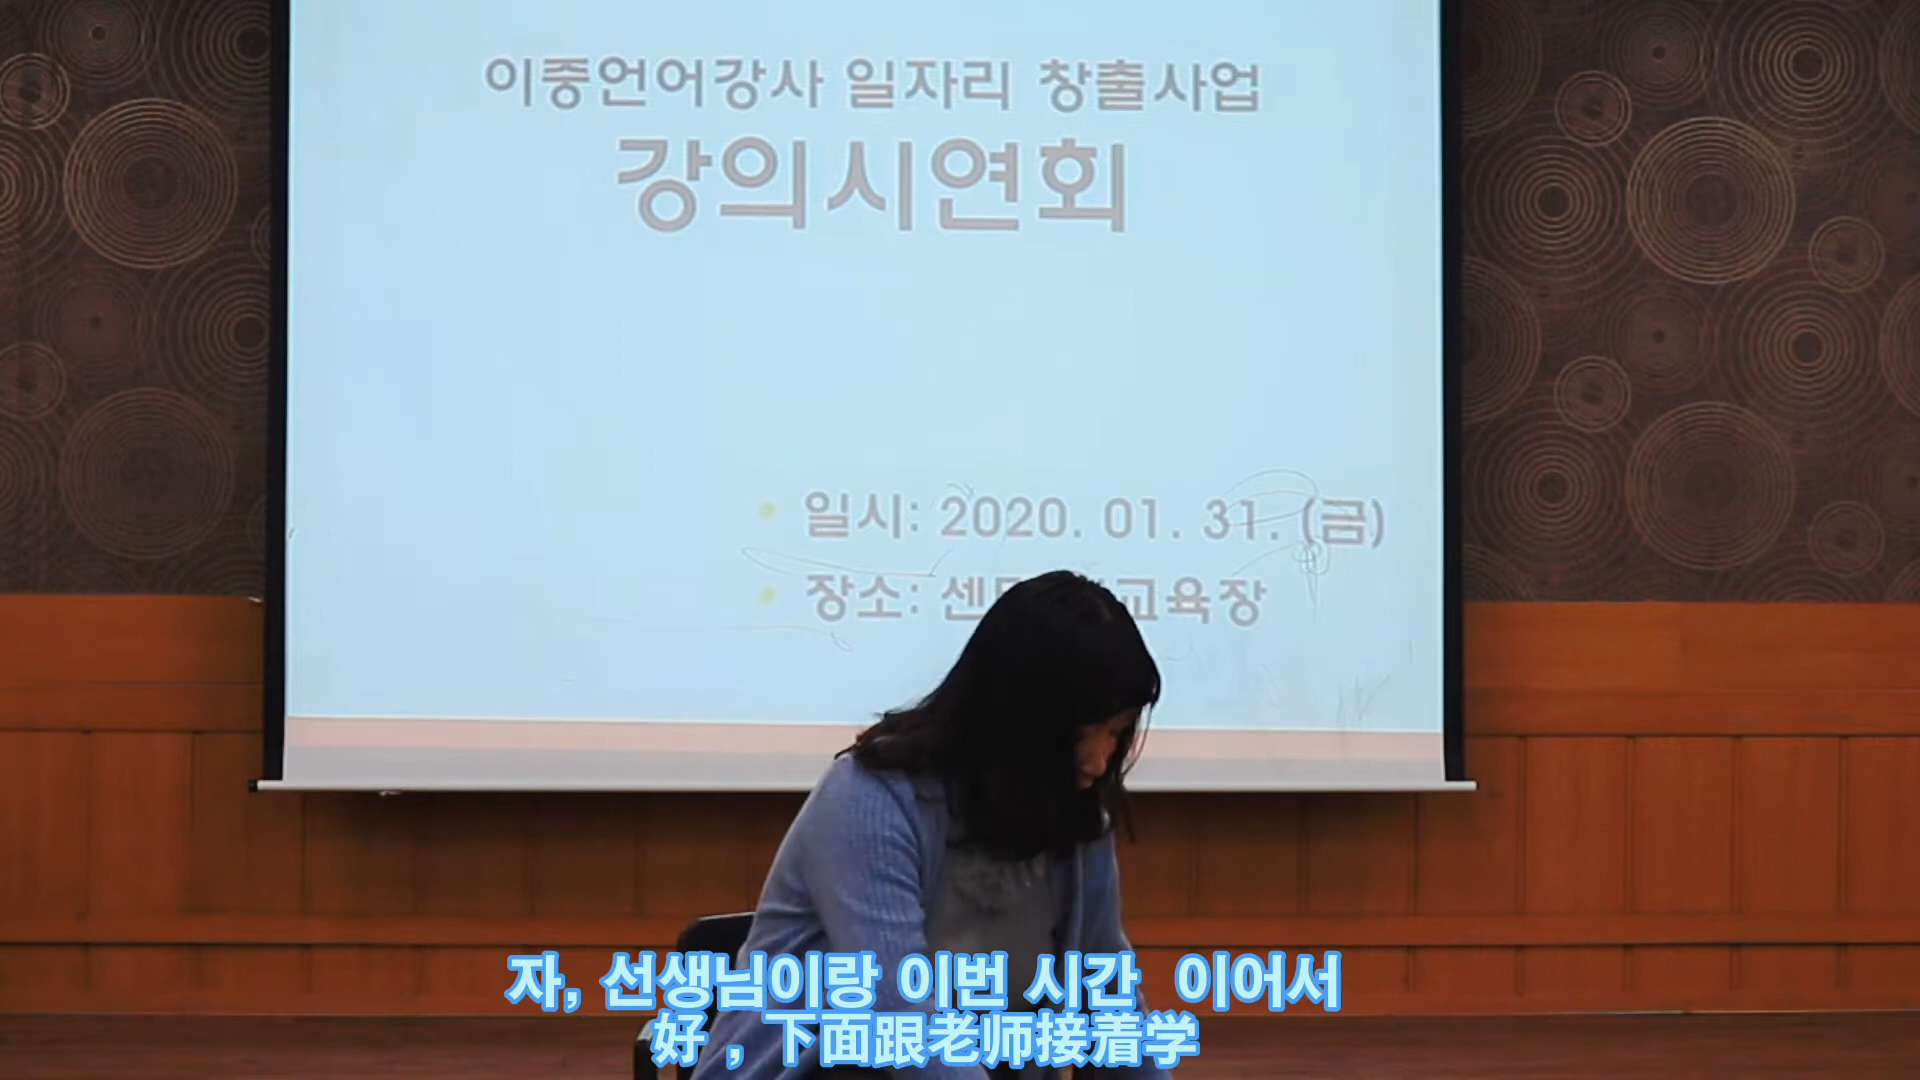 이중언어강사 일자리 창출사업
강의시연회
일시: 2020. 01. 31. (금)
장소: 교육장
자, 선생님이랑 이번 시간 이어서
好，下面跟老师接着学